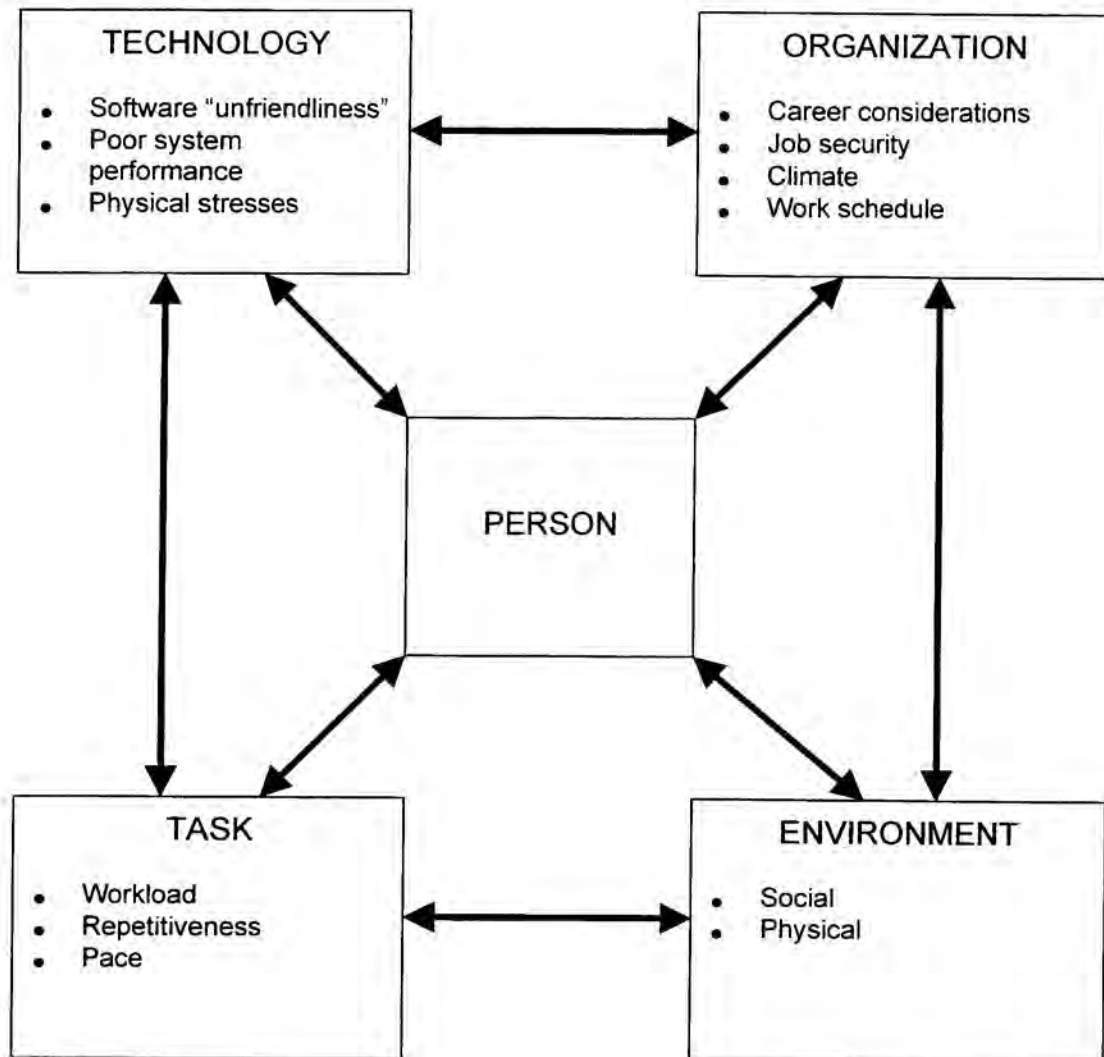 TECHNOLOGY
• Software “unfriendliness”
• Poor system
performance
• Physical stresses
ORGANIZATION
• Career considerations
• Job security
• Climate
• Work schedule
PERSON
TASK
• Workload
• Repetitiveness
• Pace
ENVIRONMENT
• Social
• Physical